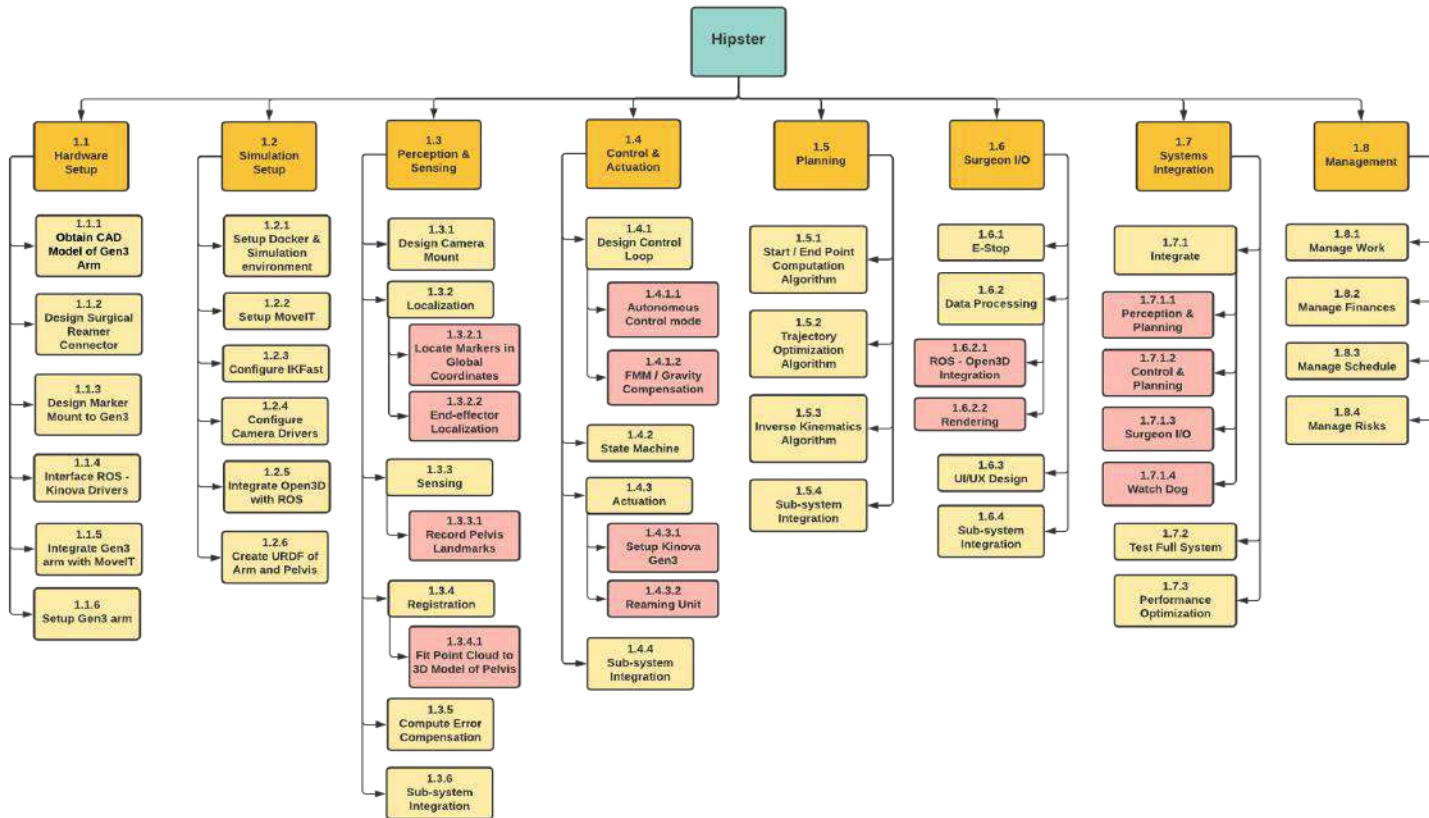 Hipster
1.1
Hardware
Setup
1.1.1
Obtain CAD
Model of Gen3
Arm
1.1.2
Design Surgical
Reamer
Connector
1.1.3
Design Marker
Mount to Gen3
1.1.4
Interface ROS -
Kinova Drivers
1.1.5
Integrate Gen3
arm with MoveIT
1.1.6
Setup Gen3 arm
1.2
Simulation
Setup
1.2.1
Setup Docker &
Simulation
environment
1.2.2
Setup MoveIT
1.2.3
Configure IKFast
1.2.4
Configure
Camera Drivers
1.2.5
Integrate Open3D
with ROS
1.2.6
Create URDF of
Arm and Pelvis
1.3
Perception &
Sensing
1.3.1
Design Camera
Mount
1.3.2
Localization
1.3.2.1
Locate Markers in
Global
Coordinates
1.3.2.2
End-effector
Localization
1.3.3
Sensing
1.3.3.1
Record Pelvis
Landmarks
1.3.4
Registration
1.3.4.1
Fit Point Cloud to
3D Model of Pelvis
1.3.5
Compute Error
Compensation
1.3.6
Sub-system
Integration
1.4
Control &
Actuation
1.4.1
Design Control
Loop
1.4.1.1
Autonomous
Control mode
1.4.1.2
FMM / Gravity
Compensation
1.4.2
State Machine
1.4.3
Actuation
1.4.3.1
Setup Kinova
Gen3
1.4.3.2
Reaming Unit
1.4.4
Sub-system
Integration
1.5
Planning
1.5.1
Start / End Point
Computation
Algorithm
1.5.2
Trajectory
Optimization
Algorithm
1.5.3
Inverse Kinematics
Algorithm
1.5.4
Sub-system
Integration
1.6
Surgeon I/O
1.6.1
E-Stop
1.6.2
Data Processing
1.6.2.1
ROS - Open3D
Integration
1.6.2.2
Rendering
1.6.3
UI/UX Design
1.6.4
Sub-system
Integration
1.7
Systems
Integration
1.7.1
Integrate
1.7.1.1
Perception &
Planning
1.7.1.2
Control &
Planning
1.7.1.3
Surgeon I/O
1.7.1.4
Watch Dog
1.7.2
Test Full System
1.7.3
Performance
Optimization
1.8
Management
1.8.1
Manage Work
1.8.2
Manage Finances
1.8.3
Manage Schedule
1.8.4
Manage Risks